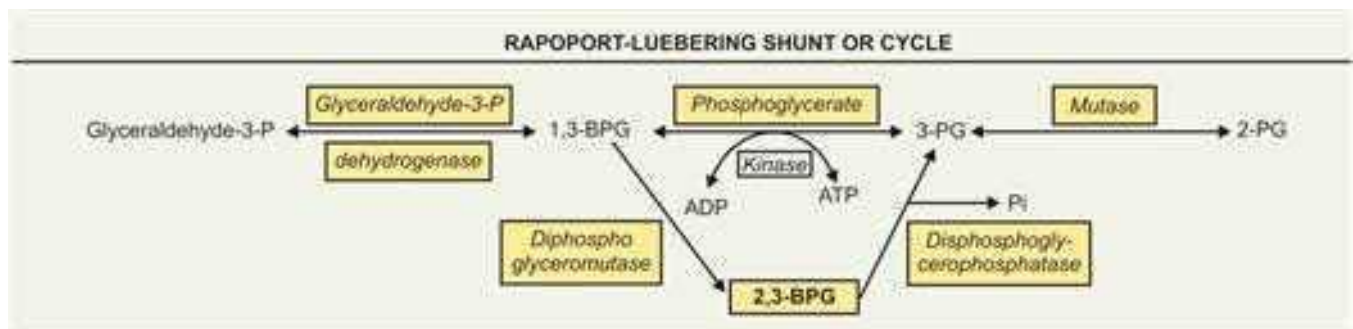 RAPOPORT-LUEBERING SHUNT OR CYCLE
Glyceraldehyde-3-P
Glyceraldehyde-3-P
dehydrogenase
1,3-BPG
Phosphoglycerate
Kinase
ADP
ATP
3-PG
Mutase
2-PG
Diphospho
glyceromutase
2,3-BPG
Pi
Disphosphogly-
cerophosphatase